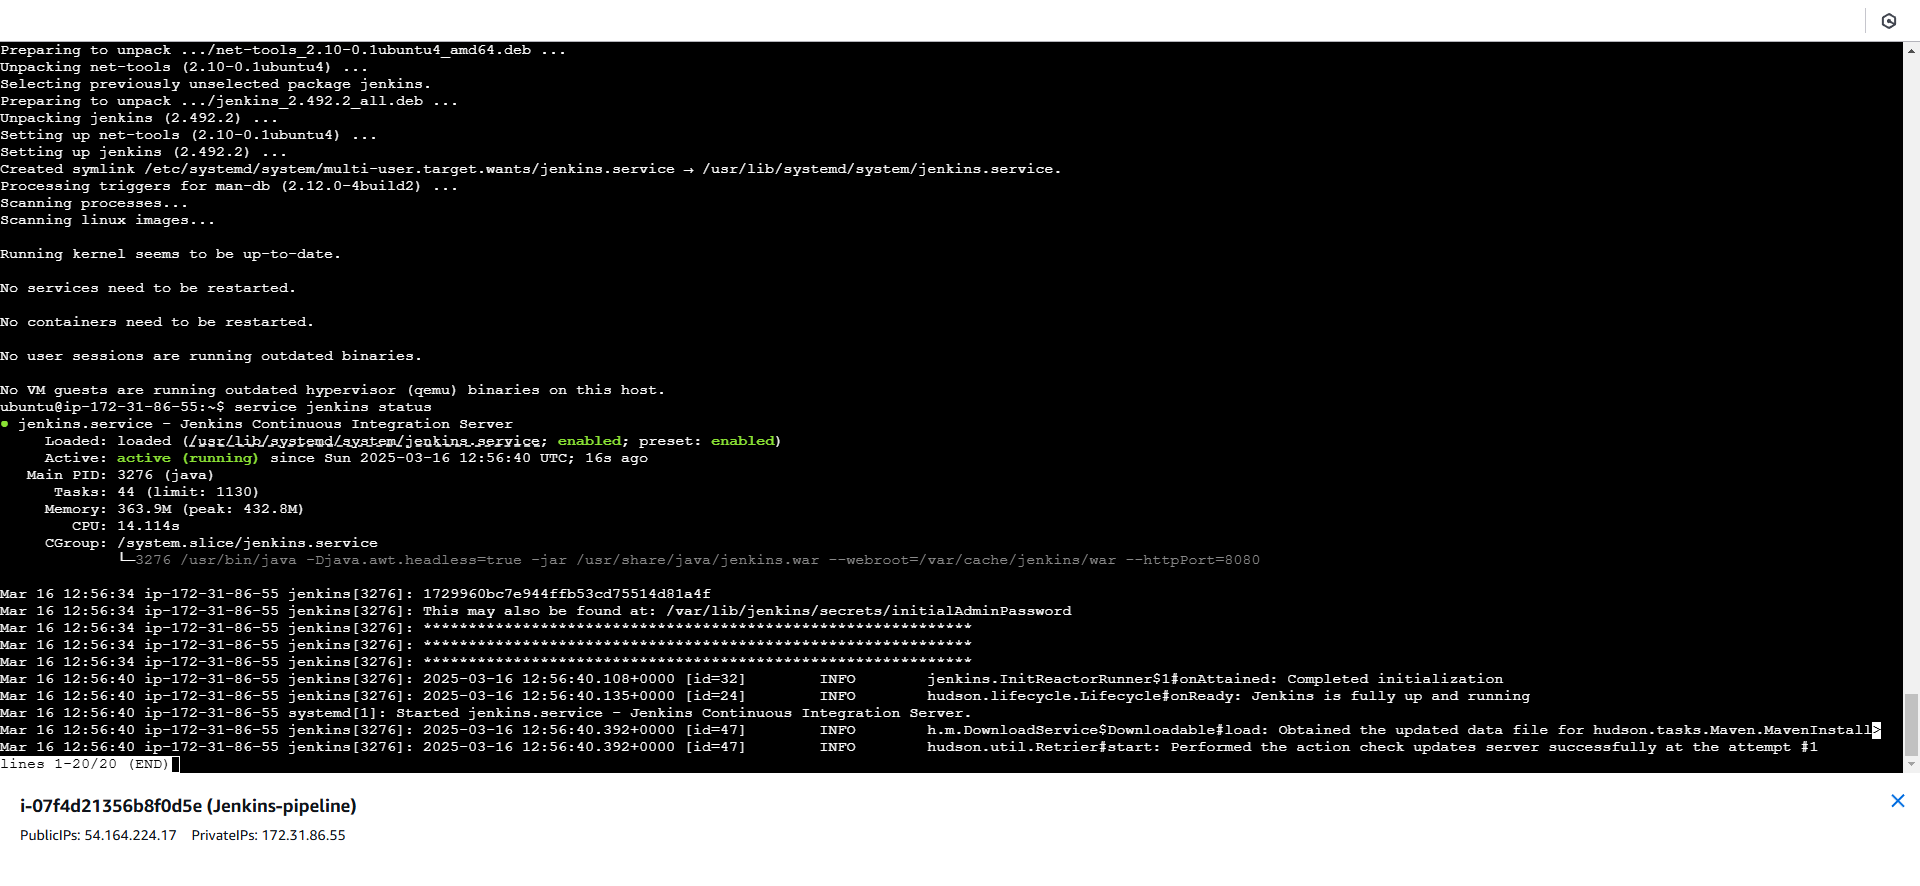 Preparing to unpack .../net-tools_2.10-0.1ubuntu4_amd64.deb ...
Unpacking net-tools (2.10-0.1ubuntu4) ...
Selecting previously unselected package jenkins.
Preparing to unpack .../jenkins_2.492.2_all.deb ...
Unpacking jenkins (2.492.2) ...
Setting up net-tools (2.10-0.1ubuntu4) ...
Setting up jenkins (2.492.2) ...
Created symlink /etc/systemd/system/multi-user.target.wants/jenkins.service → /usr/lib/systemd/system/jenkins.service.
Processing triggers for man-db (2.12.0-4build2) ...
Scanning processes...
Scanning linux images...
Running kernel seems to be up-to-date.
No services need to be restarted.
No containers need to be restarted.
No user sessions are running outdated binaries.
No VM guests are running outdated hypervisor (qemu) binaries on this host.
ubuntu@ip-172-31-86-55:~$ service jenkins status
● jenkins.service - Jenkins Continuous Integration Server
Loaded: loaded (/usr/lib/systemd/system/jenkins.service; enabled; preset: enabled)
Active: active (running) since Sun 2025-03-16 12:56:40 UTC; 16s ago
Main PID: 3276 (java)
Tasks: 44 (limit: 1130)
Memory: 363.9M (peak: 432.8M)
CPU: 14.114s
CGroup: /system.slice/jenkins.service
└─3276 /usr/bin/java -Djava.awt.headless=true -jar /usr/share/java/jenkins.war --webroot=/var/cache/jenkins/war --httpPort=8080
Mar 16 12:56:34 ip-172-31-86-55 jenkins[3276]: 1729960bc7e944ffb53cd75514d81a4f
Mar 16 12:56:34 ip-172-31-86-55 jenkins[3276]: This may also be found at: /var/lib/jenkins/secrets/initialAdminPassword
Mar 16 12:56:34 ip-172-31-86-55 jenkins[3276]: *************************************************************
Mar 16 12:56:34 ip-172-31-86-55 jenkins[3276]: *************************************************************
Mar 16 12:56:34 ip-172-31-86-55 jenkins[3276]: *************************************************************
Mar 16 12:56:40 ip-172-31-86-55 jenkins[3276]: 2025-03-16 12:56:40.108+0000 [id=32] INFO jenkins.InitReactorRunner$1#onAttained: Completed initialization
Mar 16 12:56:40 ip-172-31-86-55 jenkins[3276]: 2025-03-16 12:56:40.135+0000 [id=24] INFO hudson.lifecycle.Lifecycle#onReady: Jenkins is fully up and running
Mar 16 12:56:40 ip-172-31-86-55 systemd[1]: Started jenkins.service - Jenkins Continuous Integration Server.
Mar 16 12:56:40 ip-172-31-86-55 jenkins[3276]: 2025-03-16 12:56:40.392+0000 [id=47] INFO h.m.DownloadService$Downloadable#load: Obtained the updated data file for hudson.tasks.Maven.MavenInstall>
Mar 16 12:56:40 ip-172-31-86-55 jenkins[3276]: 2025-03-16 12:56:40.392+0000 [id=47] INFO hudson.util.Retrier#start: Performed the action check updates server successfully at the attempt #1
lines 1-20/20 (END)
i-07f4d21356b8f0d5e (Jenkins-pipeline)
PublicIPs: 54.164.224.17 PrivateIPs: 172.31.86.55